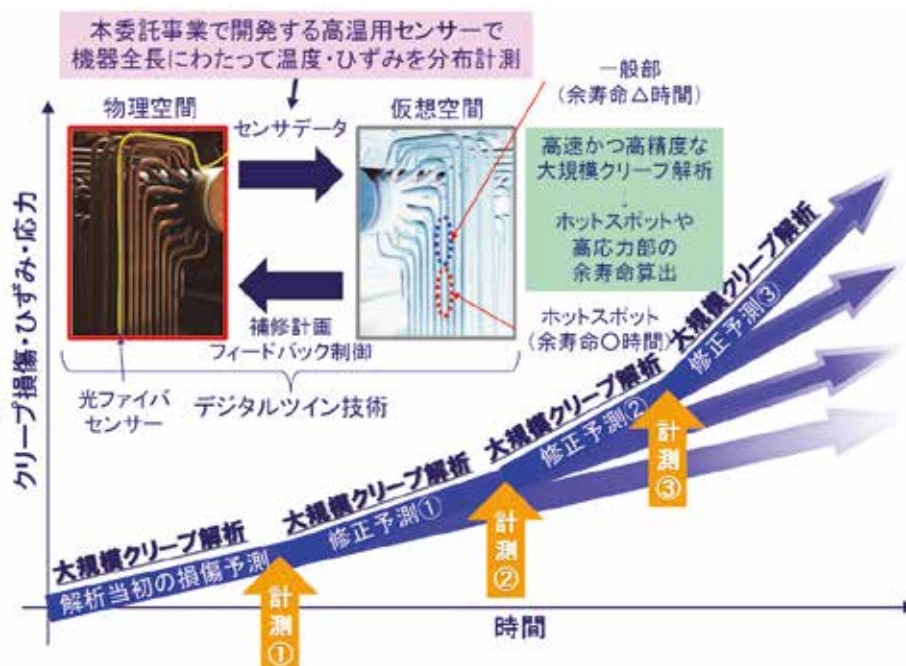 本委託事業で開発する高温用センサーで
機器全長にわたって温度・ひずみを分布計測
一般部
(余寿命△時間)
物理空間
センサデータ
仮想空間
高速かつ高精度な
大規模クリープ解析
↓
ホットスポットや
高応力部の
余寿命算出
補修計画
フィードバック制御
ホットスポット
(余寿命〇時間)
光ファイバ
センサー
デジタルツイン技術
クリープ損傷・ひずみ・応力
大規模クリープ解析
解析当初の損傷予測
計測①
大規模クリープ解析
修正予測①
計測②
大規模クリープ解析
修正予測②
計測③
大規模クリープ解析
修正予測③
時間